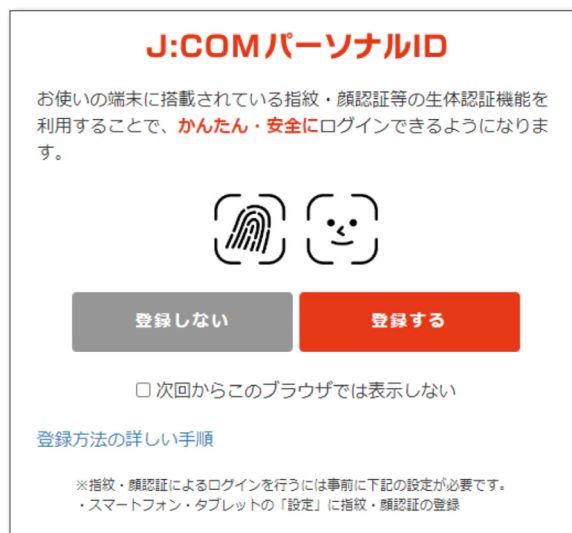 J:COMパーソナルID
お使いの端末に搭載されている指紋・顔認証等の生体認証機能を
利用することで、かんたん・安全にログインできるようになりま
す。
登録しない
登録する
次回からこのブラウザでは表示しない
登録方法の詳しい手順
※指紋・顔認証によるログインを行うには事前に下記の設定が必要です。
・スマートフォン・タブレットの「設定」に指紋・顔認証の登録